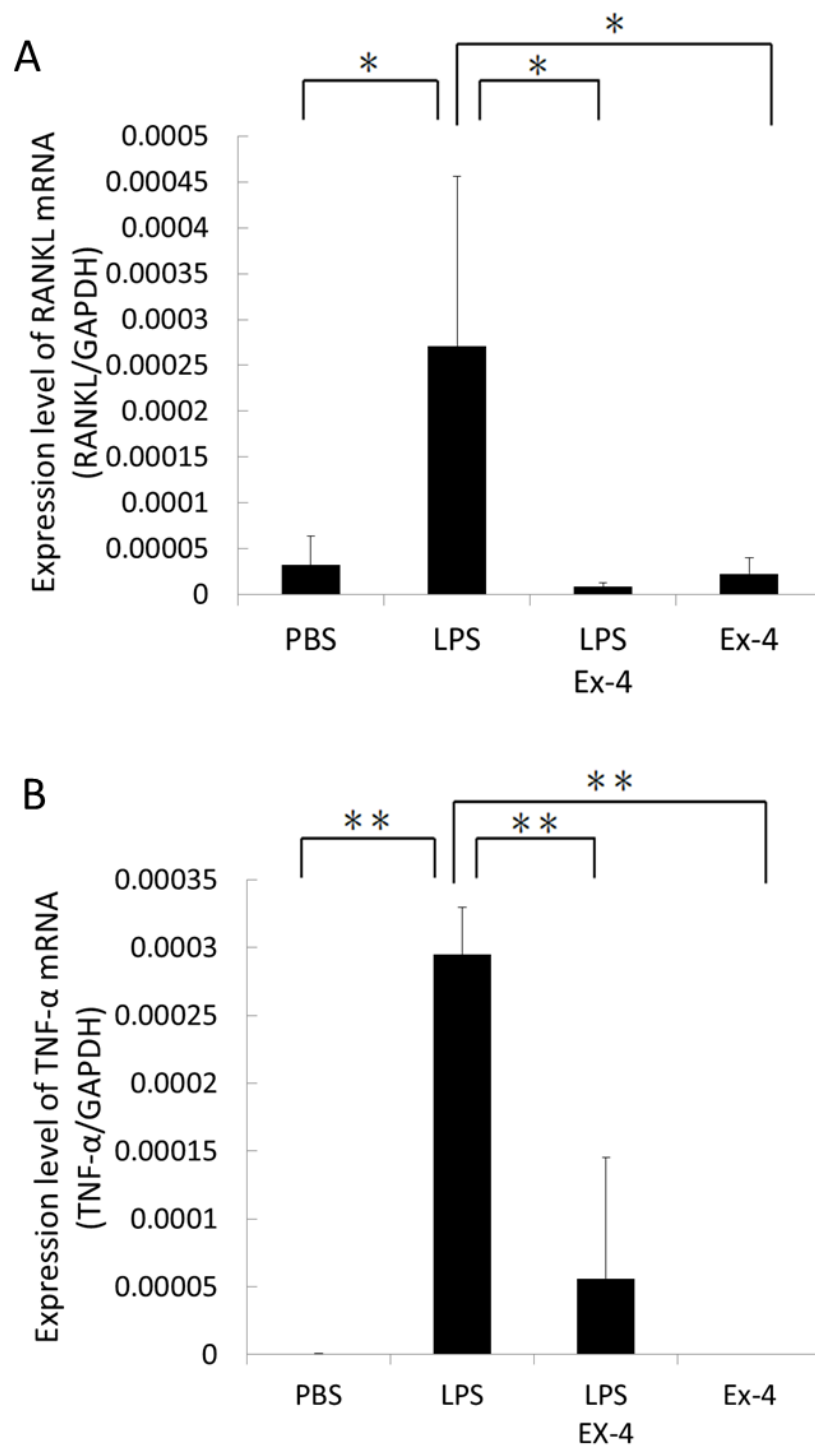 A
*
*
*
Expression level of RANKL mRNA
(RANKL/GAPDH)
0.0005
0.00045
0.0004
0.00035
0.0003
0.00025
0.0002
0.00015
0.0001
0.00005
0
PBS LPS LPS Ex-4
Ex-4
B
**
**
**
Expression level of TNF-α mRNA
(TNF-α/GAPDH)
0.00035
0.0003
0.00025
0.0002
0.00015
0.0001
0.00005
0
PBS LPS LPS Ex-4
EX-4